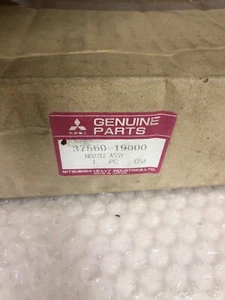 GENUINE
PARTS
37560-19000
NOZZLE ASSY
1 PC
MITSUBISHI HEAVY INDUSTRIES, LTD.